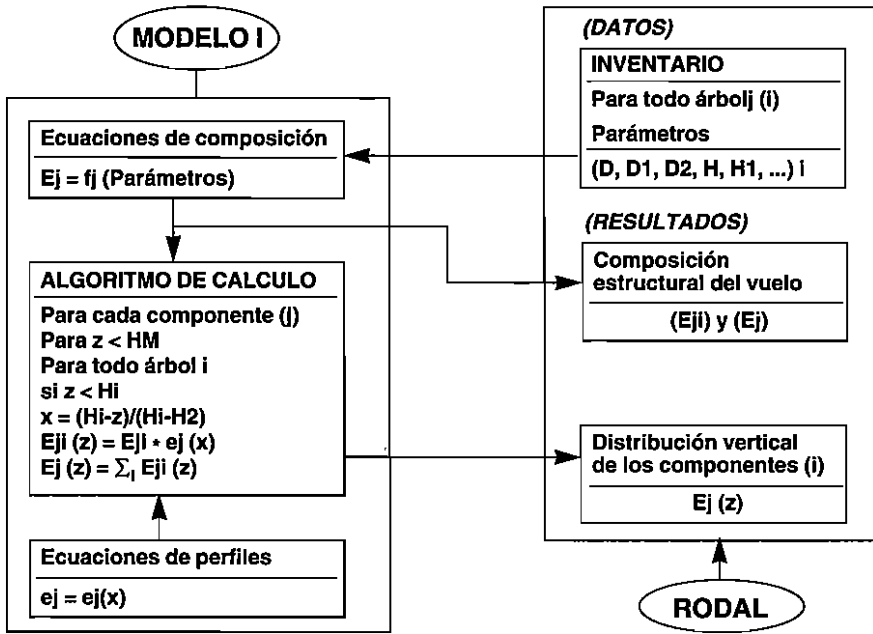 MODELO I
Ecuaciones de composición
Ej = fj (Parámetros)
ALGORITMO DE CALCULO
Para cada componente (j)
Para z < HM
Para todo árbol i
si z < Hi
x = (Hi-z)/(Hi-H2)
Eji (z) = Eji * ej (x)
Ej (z) = ∑i Eji (z)
Ecuaciones de perfiles
ej = ej(x)
(DATOS)
INVENTARIO
Para todo árbolj (i)
Parámetros
(D, D1, D2, H, H1, ...) i
(RESULTADOS)
Composición
estructural del vuelo
(Eji) y (Ej)
Distribución vertical
de los componentes (i)
Ej (z)
RODAL